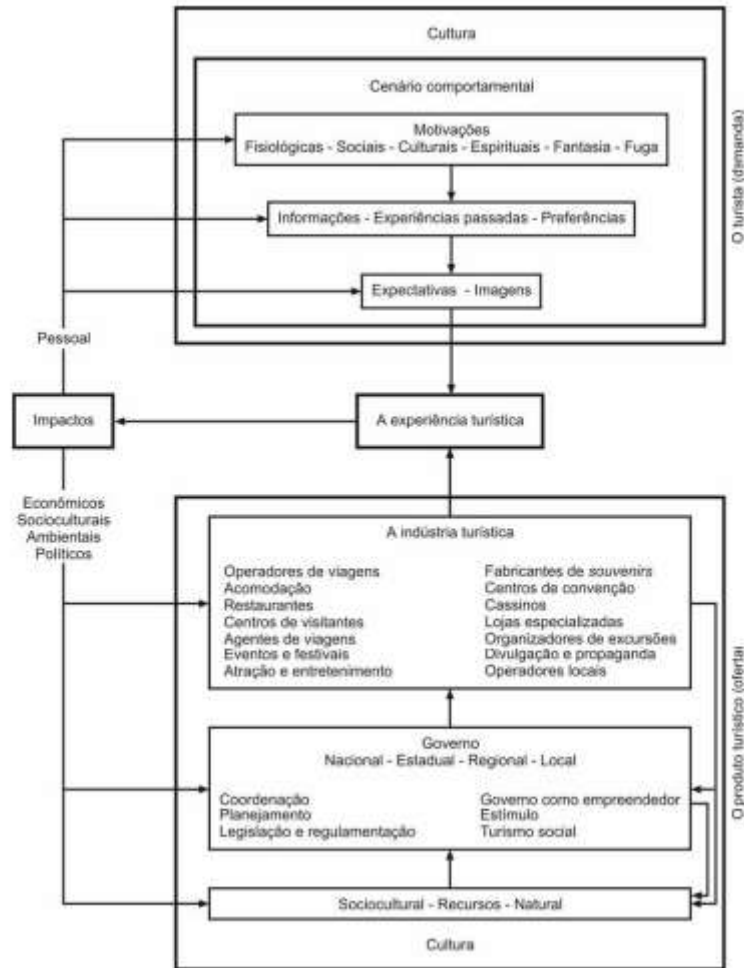 Cultura
Cenário comportamental
Motivações
Fisiológicas - Sociais - Culturais - Espirituais - Fantasia - Fuga
Informações - Experiências passadas - Preferências
Expectativas - Imagens
O turista (demanda)
Pessoal
Impactos
A experiência turística
Econômicos
Socioculturais
Ambientais
Políticos
A indústria turística
Operadores de viagens
Acomodação
Restaurantes
Centros de visitantes
Agentes de viagens
Eventos e festivais
Atração e entretenimento
Fabricantes de souvenirs
Centros de convenção
Cassinos
Lojas especializadas
Organizadores de excursões
Divulgação e propaganda
Operadores locais
Governo
Nacional - Estadual - Regional - Local
Coordenação
Planejamento
Legislação e regulamentação
Governo como empreendedor
Estímulo
Turismo social
Sociocultural - Recursos - Natural
Cultura
O produto turístico (ofertai